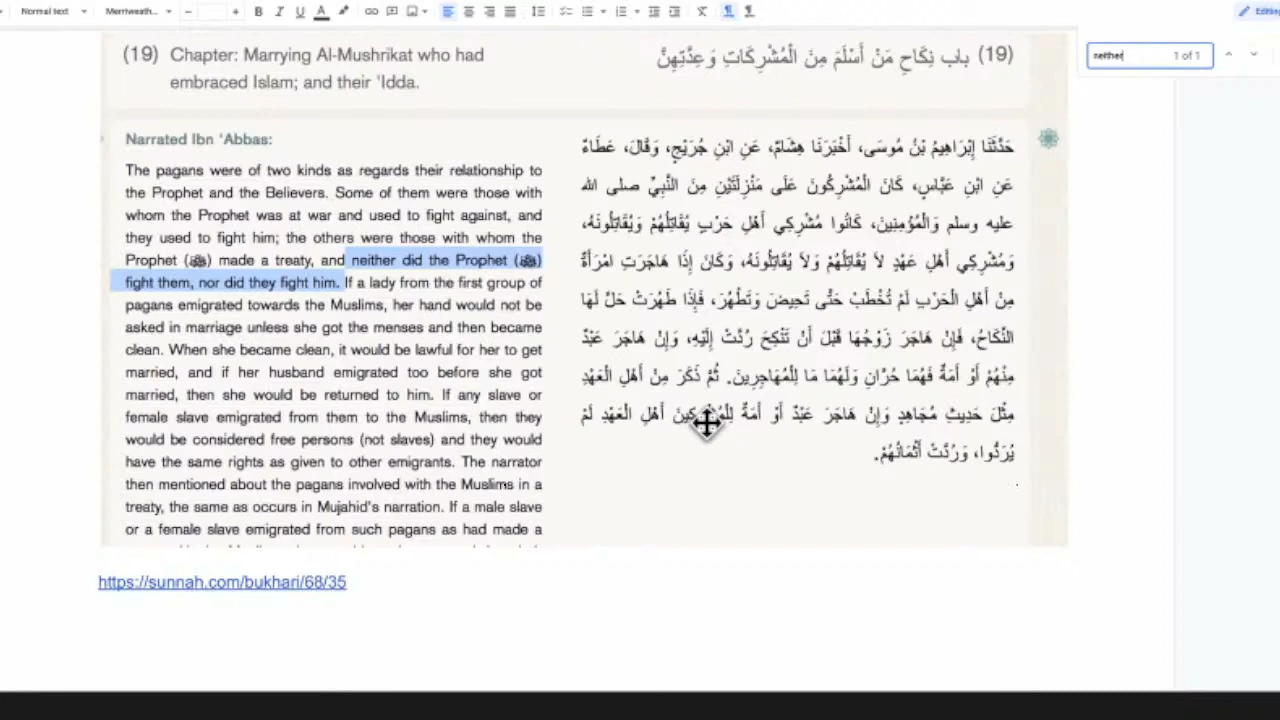 Normal text
Merriweath...
B I U A
Editing
neither 1 of 1
(19) Chapter: Marrying Al-Mushrikat who had
embraced Islam; and their 'Idda.
(19) باب نِكَاحِ مَنْ أَسْلَمَ مِنَ الْمُشْرِكَاتِ وَعِدَّتِهِنَّ
Narrated Ibn 'Abbas:
The pagans were of two kinds as regards their relationship to
the Prophet and the Believers. Some of them were those with
whom the Prophet was at war and used to fight against, and
they used to fight him; the others were those with whom the
Prophet (ﷺ) made a treaty, and neither did the Prophet (ﷺ)
fight them, nor did they fight him. If a lady from the first group of
pagans emigrated towards the Muslims, her hand would not be
asked in marriage unless she got the menses and then became
clean. When she became clean, it would be lawful for her to get
married, and if her husband emigrated too before she got
married, then she would be returned to him. If any slave or
female slave emigrated from them to the Muslims, then they
would be considered free persons (not slaves) and they would
have the same rights as given to other emigrants. The narrator
then mentioned about the pagans involved with the Muslims in a
treaty, the same as occurs in Mujahid's narration. If a male slave
or a female slave emigrated from such pagans as had made a
حَدَّثَنَا إِبْرَاهِيمُ بْنُ مُوسَى، أَخْبَرَنَا هِشَامٌ، عَنِ ابْنِ جُرَيْجٍ، وَقَالَ، عَطَاءٌ
عَنِ ابْنِ عَبَّاسٍ، كَانَ الْمُشْرِكُونَ عَلَى مَنْزِلَتَيْنِ مِنَ النَّبِيِّ صلى الله
عليه وسلم وَالْمُؤْمِنِينَ، كَانُوا مُشْرِكِي أَهْلِ حَرْبٍ يُقَاتِلُهُمْ وَيُقَاتِلُونَهُ،
وَمُشْرِكِي أَهْلِ عَهْدٍ لاَ يُقَاتِلُهُمْ وَلاَ يُقَاتِلُونَهُ، وَكَانَ إِذَا هَاجَرَتِ امْرَأَةٌ
مِنْ أَهْلِ الْحَرْبِ لَمْ تُخْطَبْ حَتَّى تَحِيضَ وَتَطْهُرَ، فَإِذَا طَهُرَتْ حَلَّ لَهَا
النِّكَاحُ، فَإِنْ هَاجَرَ زَوْجُهَا قَبْلَ أَنْ تَنْكِحَ رُدَّتْ إِلَيْهِ، وَإِنْ هَاجَرَ عَبْدٌ
مِنْهُمْ أَوْ أَمَةٌ فَهُمَا حُرَّانِ وَلَهُمَا مَا لِلْمُهَاجِرِينَ. ثُمَّ ذَكَرَ مِنْ أَهْلِ الْعَهْدِ
مِثْلَ حَدِيثِ مُجَاهِدٍ وَإِنْ هَاجَرَ عَبْدٌ أَوْ أَمَةٌ لِلْمُشْرِكِينَ أَهْلِ الْعَهْدِ لَمْ
يُرَدُّوا، وَرُدَّتْ أَثْمَانُهُمْ.
https://sunnah.com/bukhari/68/35